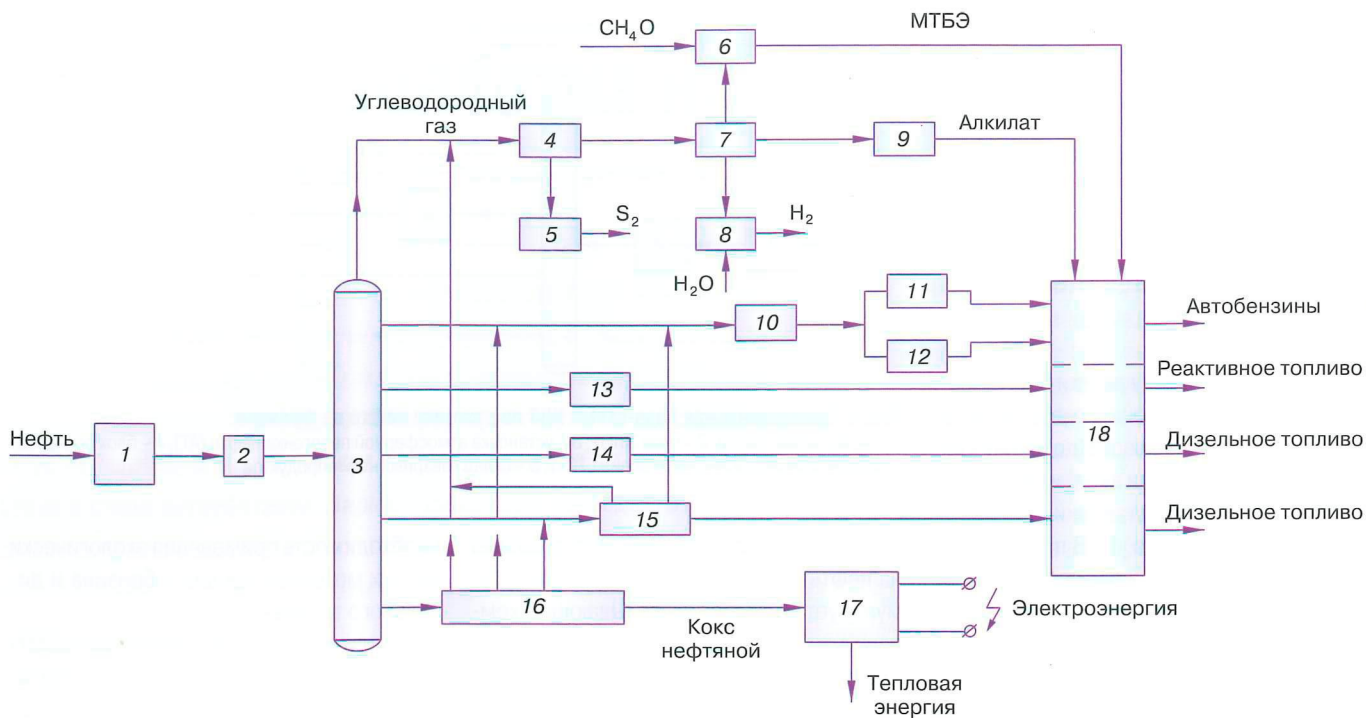 CH₄O
МТБЭ
6
Углеводородный
газ
4
7
9
Алкилат
5
S₂
8
H₂
H₂O
10
11
12
Автобензины
13
Реактивное топливо
Нефть
1
2
3
14
18
Дизельное топливо
15
Дизельное топливо
16
Кокс
нефтяной
17
Электроэнергия
Тепловая
энергия